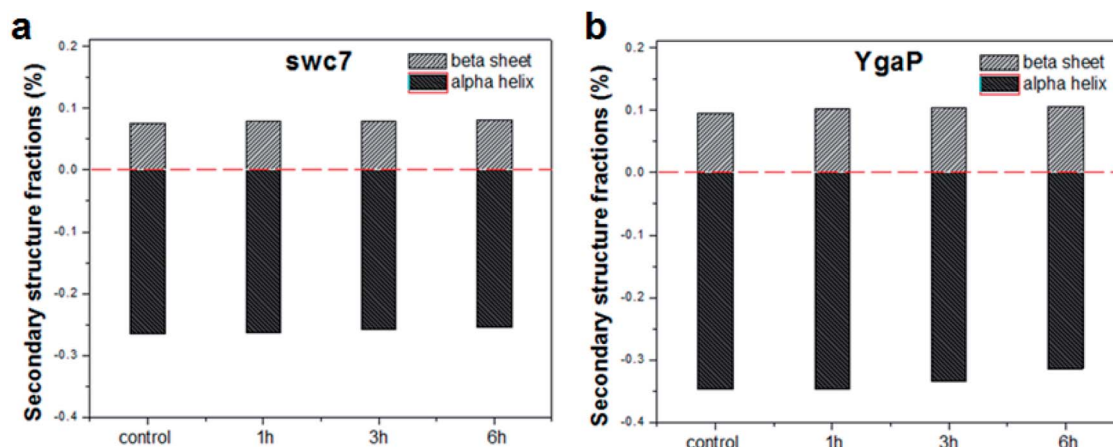 a
swc7
beta sheet
alpha helix
Secondary structure fractions (%)
0.2
0.1
0.0
-0.1
-0.2
-0.3
-0.4
control 1h 3h 6h
b
YgaP
beta sheet
alpha helix
Secondary structure fractions (%)
0.2
0.1
0.0
-0.1
-0.2
-0.3
-0.4
control 1h 3h 6h